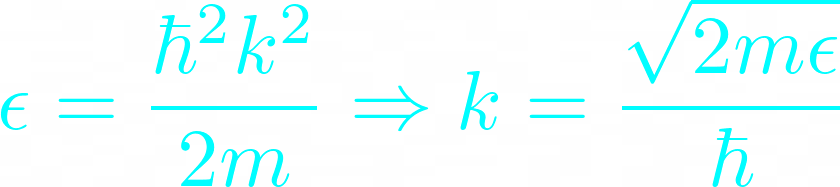 ϵ = ℏ²k² / 2m ⇒ k = √(2mϵ) / ℏ